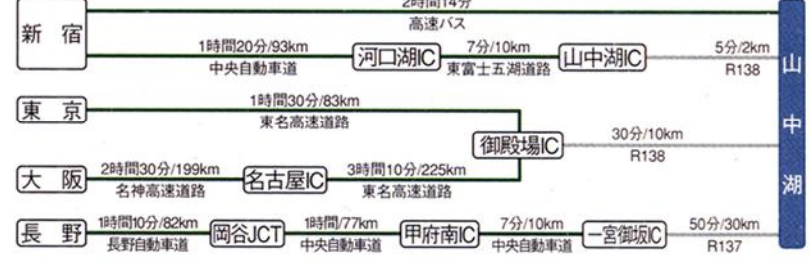 2時間14分
新宿
高速バス
1時間20分/93km
河口湖IC
7分/10km
山中湖IC
5分/2km
中央自動車道
東富士五湖道路
R138
山中湖
東京
1時間30分/83km
東名高速道路
御殿場IC
30分/10km
R138
大阪
2時間30分/199km
名古屋IC
3時間10分/225km
名神高速道路
東名高速道路
長野
1時間10分/82km
岡谷JCT
1時間/77km
甲府南IC
7分/10km
一宮御坂IC
50分/30km
長野自動車道
中央自動車道
中央自動車道
R137